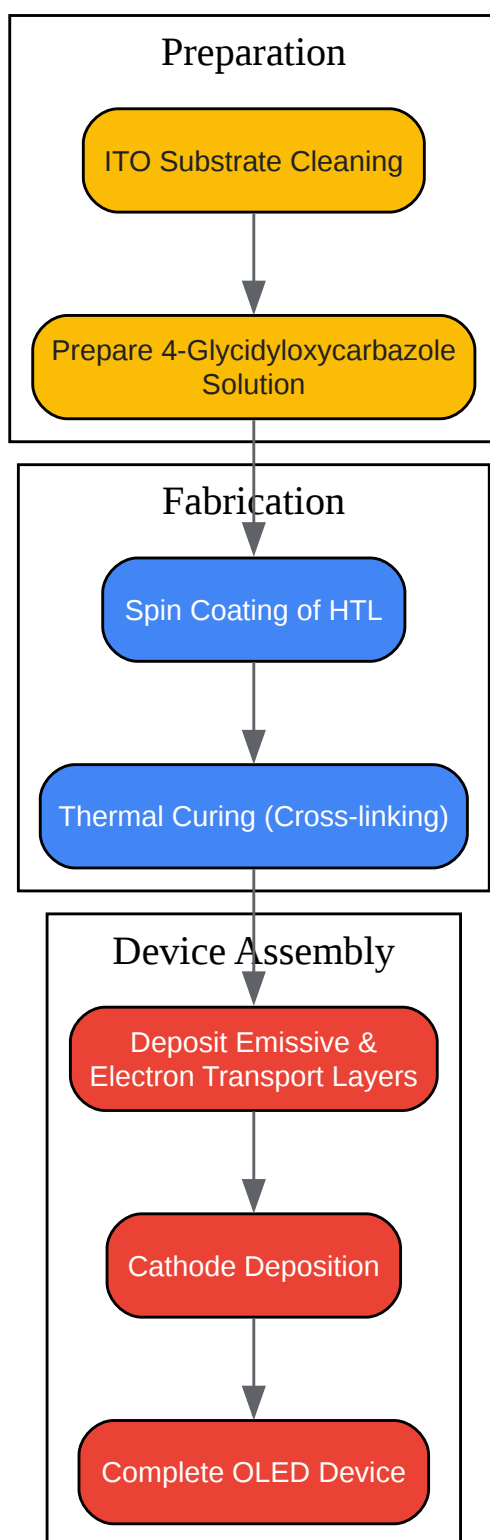 Preparation
ITO Substrate Cleaning
Prepare 4-Glycidyloxycarbazole
Solution
Fabrication
Spin Coating of HTL
Thermal Curing (Cross-linking)
Device Assembly
Deposit Emissive &
Electron Transport Layers
Cathode Deposition
Complete OLED Device